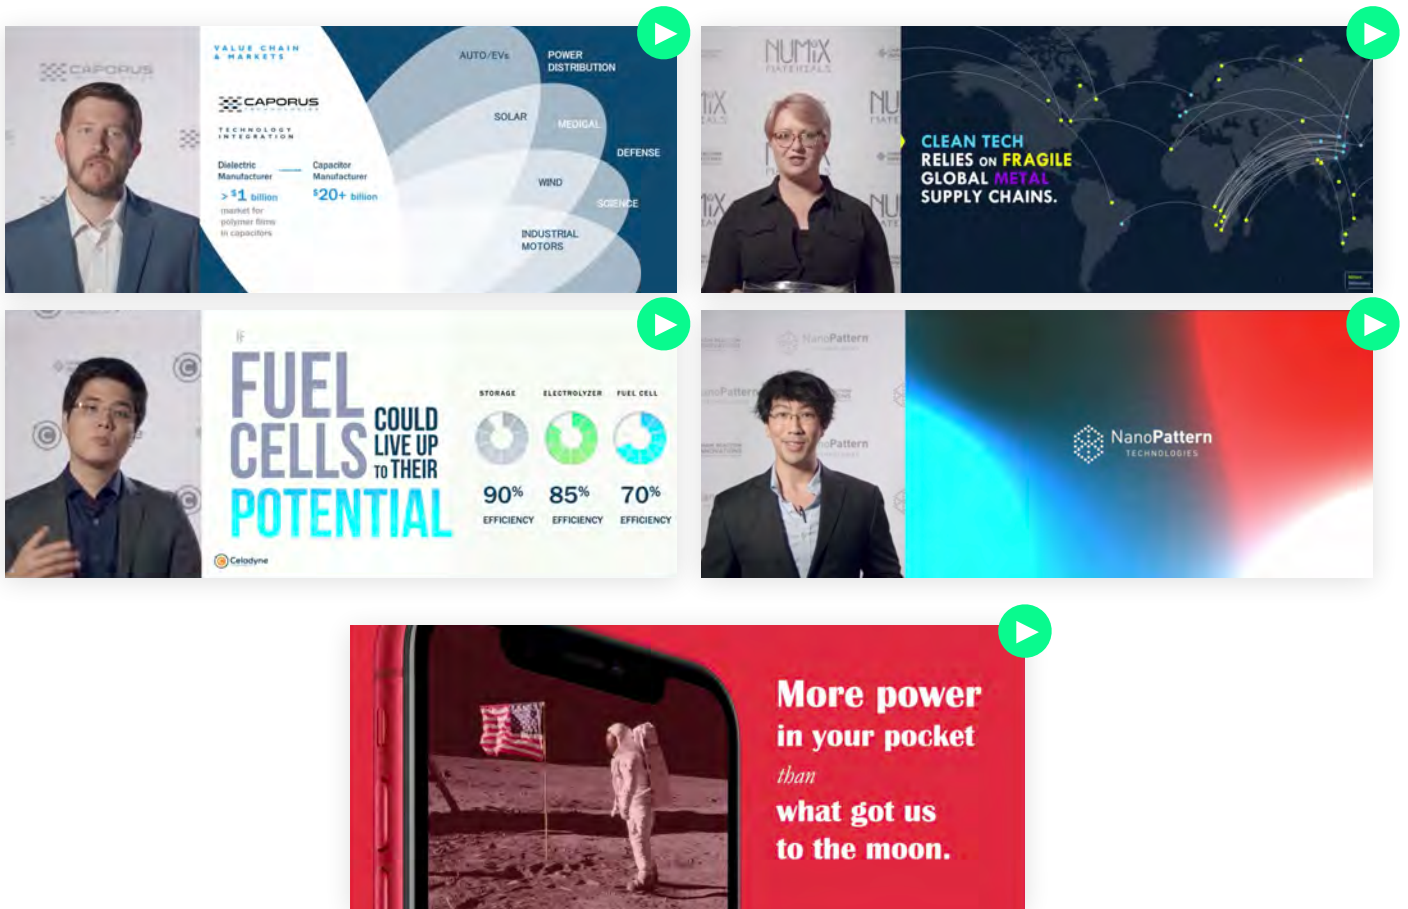 CAPORUS
VALUE CHAIN
& MARKETS
CAPORUS
TECHNOLOGIES
TECHNOLOGY
INTEGRATION
Dielectric
Manufacturer
> $1 billion
market for
polymer films
in capacitors
Capacitor
Manufacturer
$20+ billion
AUTO/EVs
POWER
DISTRIBUTION
SOLAR
MEDICAL
DEFENSE
WIND
SCIENCE
INDUSTRIAL
MOTORS
NUMiX
MATERIALS
CLEAN TECH
RELIES ON FRAGILE
GLOBAL METAL
SUPPLY CHAINS.
IF
FUEL
CELLS
COULD
LIVE UP
TO THEIR
POTENTIAL
STORAGE
ELECTROLYZER
FUEL CELL
90%
85%
70%
EFFICIENCY
EFFICIENCY
EFFICIENCY
Celadyne
NanoPattern
NanoPattern
NanoPattern
TECHNOLOGIES
More power
in your pocket
than
what got us
to the moon.